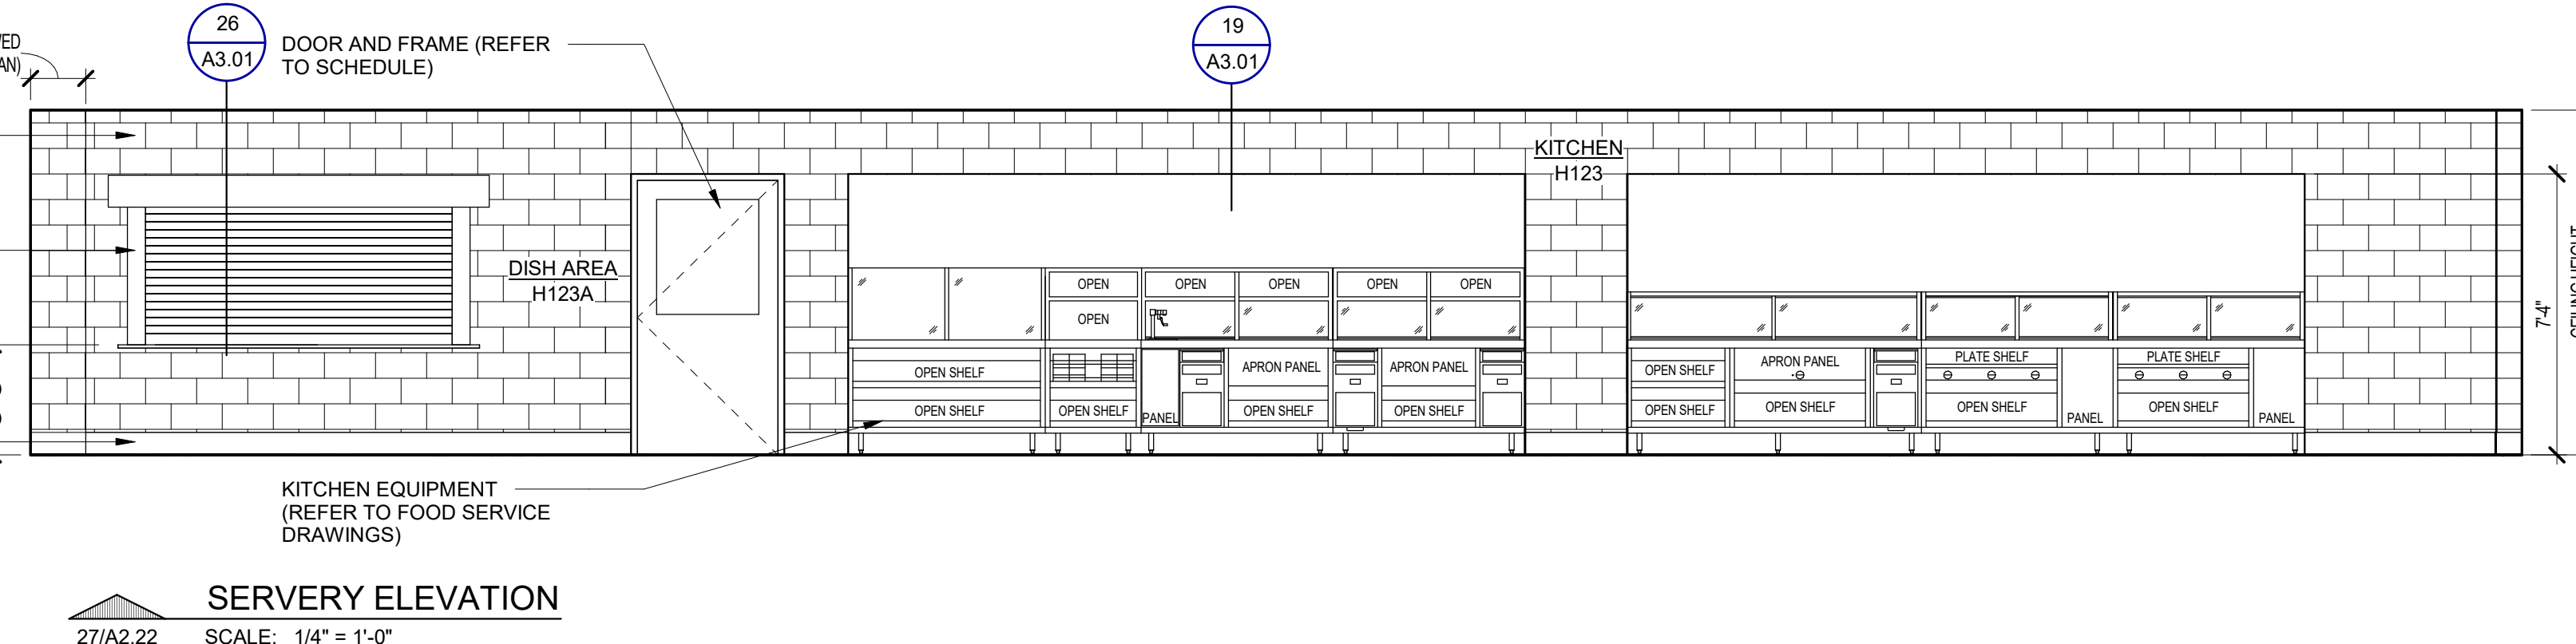 26
A3.01
DOOR AND FRAME (REFER
TO SCHEDULE)
19
A3.01
KITCHEN
H123
DISH AREA
H123A
OPEN
OPEN
OPEN
OPEN
OPEN
OPEN
OPEN SHELF
APRON PANEL
APRON PANEL
OPEN SHELF
OPEN SHELF
PANEL
OPEN SHELF
OPEN SHELF
OPEN SHELF
APRON PANEL
PLATE SHELF
PLATE SHELF
OPEN SHELF
OPEN SHELF
OPEN SHELF
PANEL
OPEN SHELF
PANEL
7'-4"
CEILING HEIGHT
KITCHEN EQUIPMENT
(REFER TO FOOD SERVICE
DRAWINGS)
SERVERY ELEVATION
27/A2.22 SCALE: 1/4" = 1'-0"